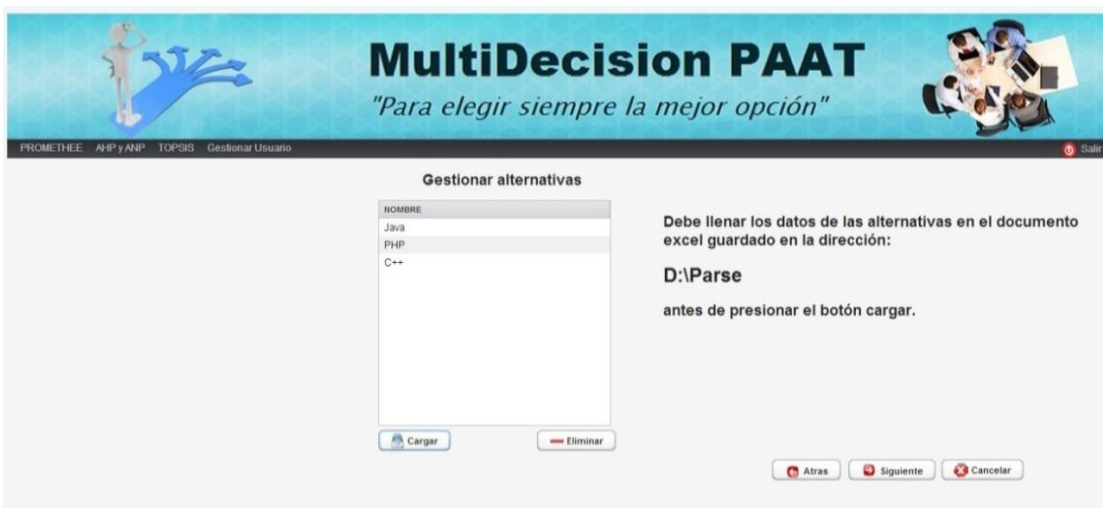 MultiDecision PAAT
"Para elegir siempre la mejor opción"
PROMETHEE AHP y ANP TOPSIS Gestionar Usuario Salir
Gestionar alternativas
NOMBRE
Java
PHP
C++
Debe llenar los datos de las alternativas en el documento
excel guardado en la dirección:
D:\Parse
antes de presionar el botón cargar.
Cargar Eliminar
Atras Siguiente Cancelar